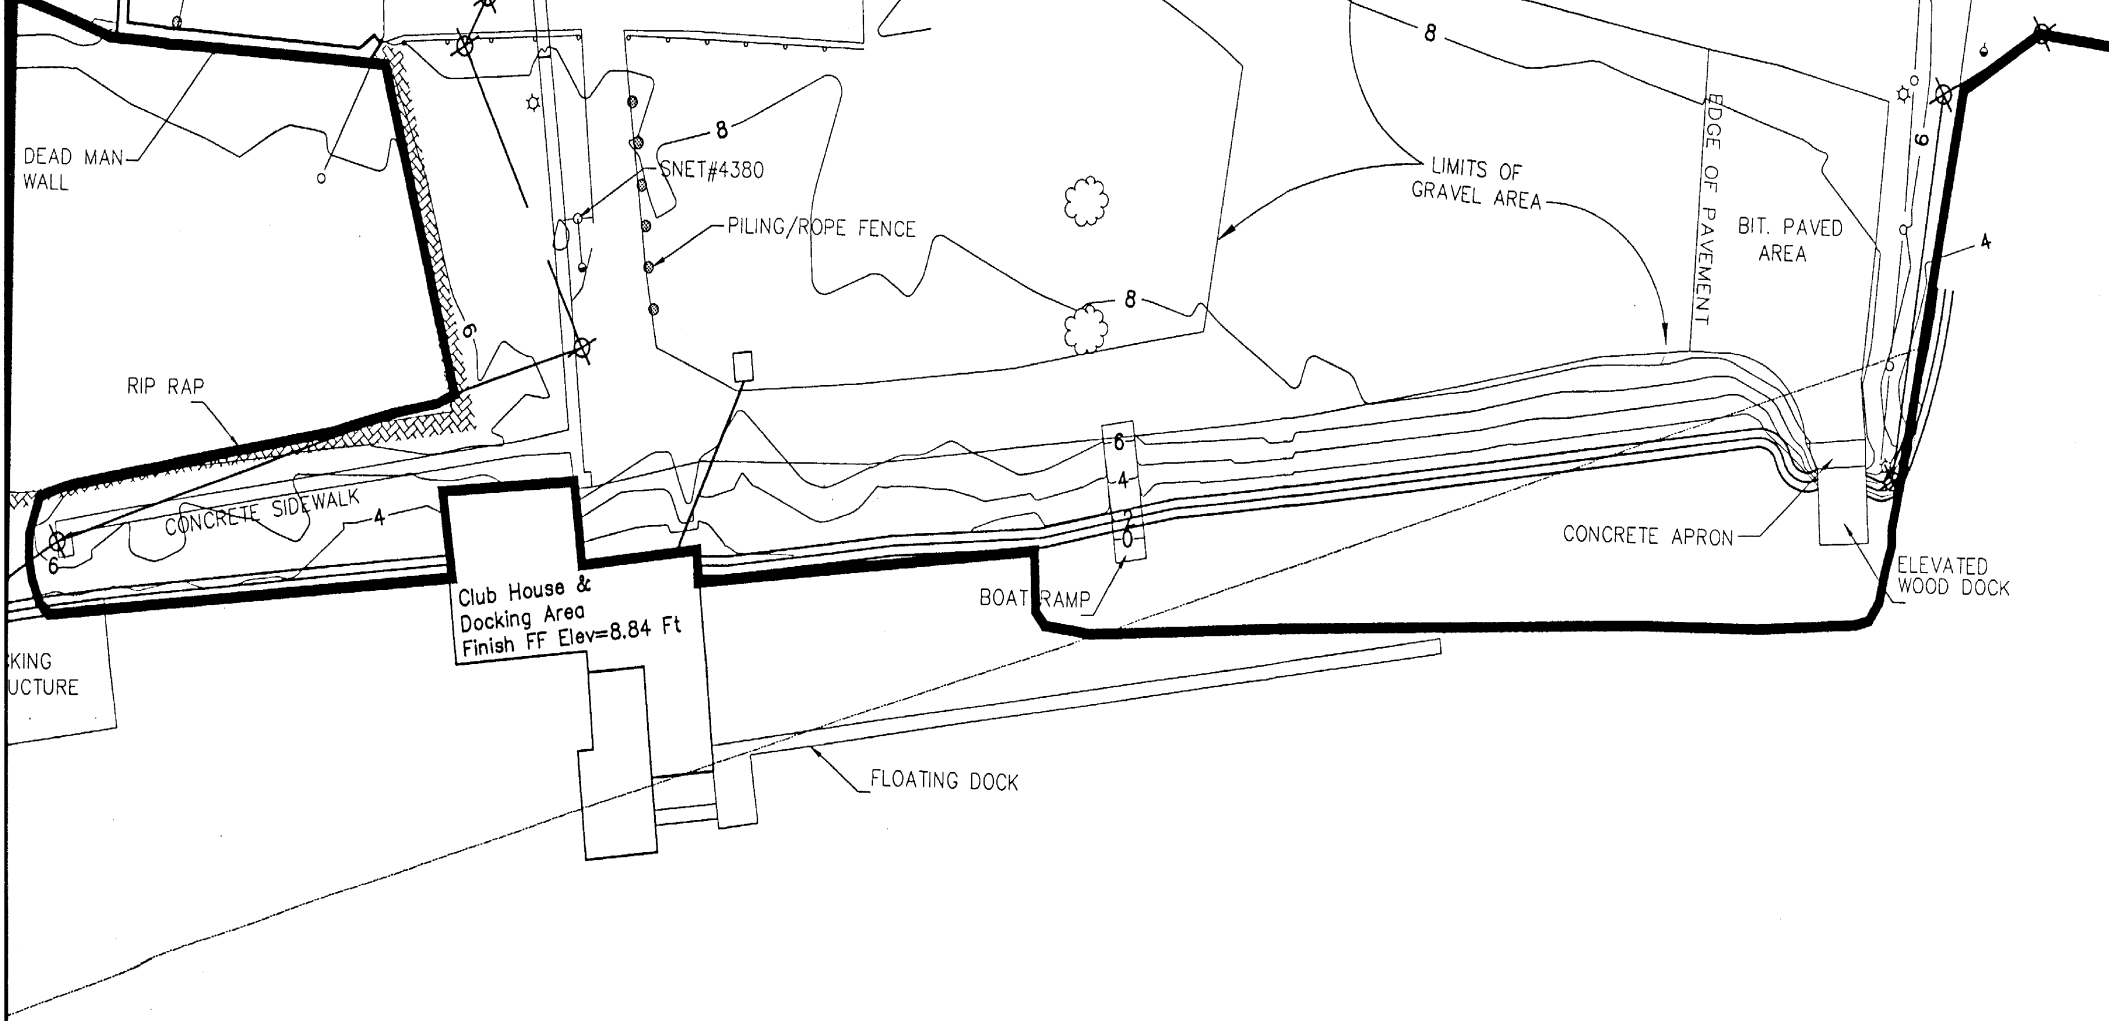 8
DEAD MAN
WALL
8
SNET#4380
PILING/ROPE FENCE
LIMITS OF
GRAVEL AREA
EDGE OF PAVEMENT
BIT. PAVED
AREA
6
4
8
6
RIP RAP
6
4
2
0
CONCRETE SIDEWALK
4
6
CONCRETE APRON
ELEVATED
WOOD DOCK
BOAT RAMP
Club House &
Docking Area
Finish FF Elev=8.84 Ft
KING
UCTURE
FLOATING DOCK